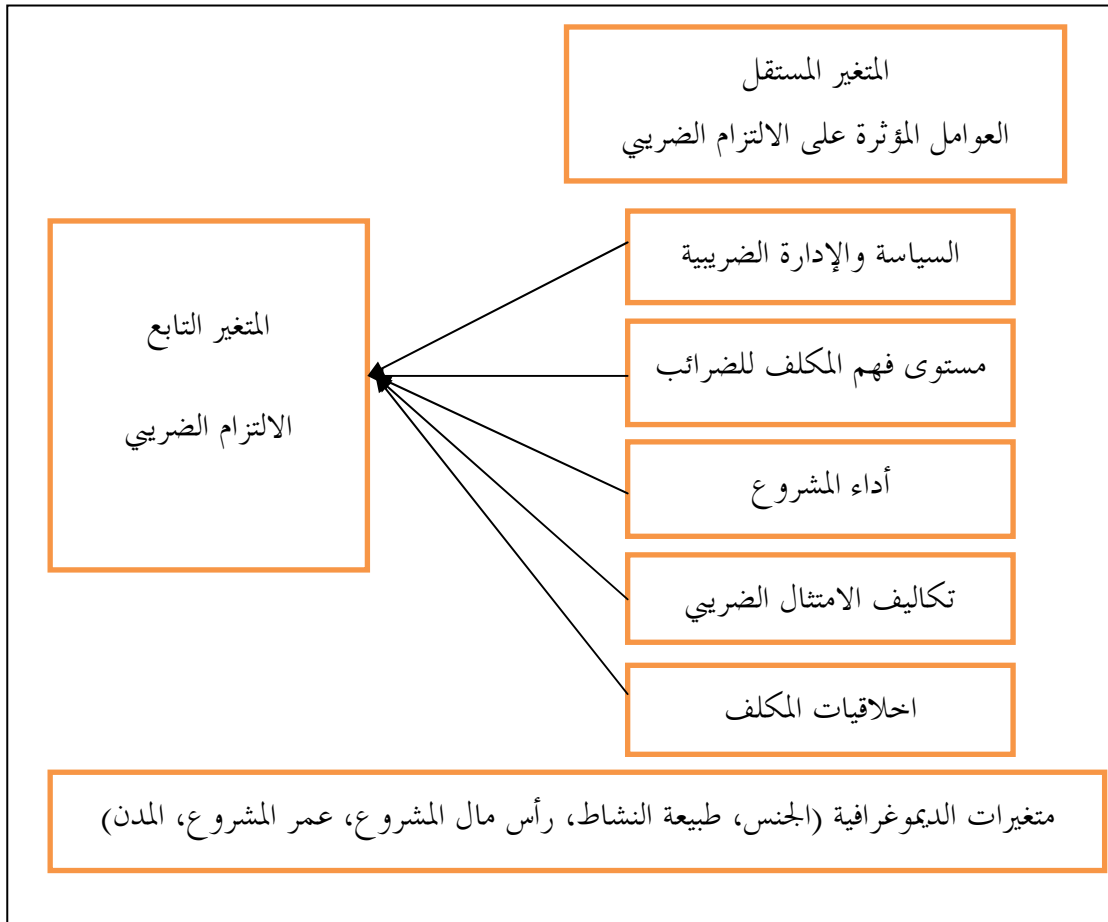 المتغير المستقل
العوامل المؤثرة على الالتزام الضريبي
السياسة والإدارة الضريبية
المتغير التابع
الالتزام الضريبي
مستوى فهم المكلف للضرائب
أداء المشروع
تكاليف الامتثال الضريبي
اخلاقيات المكلف
متغيرات الديموغرافية (الجنس، طبيعة النشاط، رأس مال المشروع، عمر المشروع، المدن)